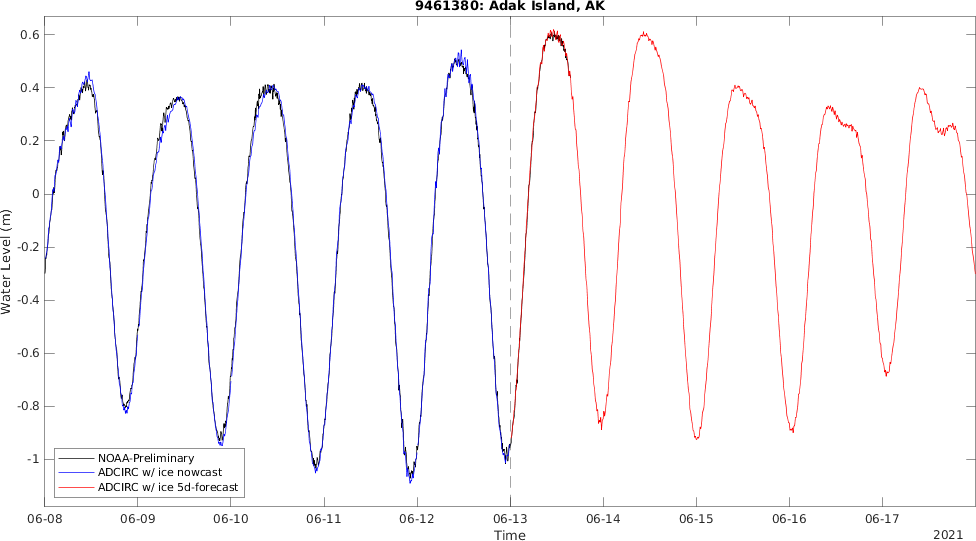 9461380: Adak Island, AK
Water Level (m)
0.6
0.4
0.2
0
-0.2
-0.4
-0.6
-0.8
-1
NOAA-Preliminary
ADCIRC w/ ice nowcast
ADCIRC w/ ice 5d-forecast
06-08 06-09 06-10 06-11 06-12 06-13 06-14 06-15 06-16 06-17
Time
2021